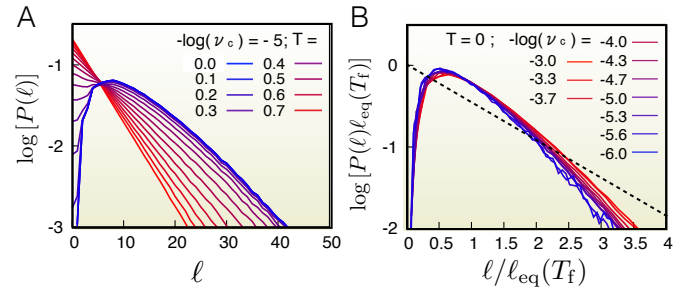 A
B
-log(ν c) = - 5; T =
0.0 0.4
0.1 0.5
0.2 0.6
0.3 0.7
log [P(ℓ)]
-1
-2
-3
0 10 20 30 40 50
ℓ
T = 0 ; -log(ν c) =
-4.0
-3.0 -4.3
-3.3 -4.7
-3.7 -5.0
-5.3
-5.6
-6.0
log [P(ℓ)ℓeq(Tf)]
0
-1
-2
0 0.5 1 1.5 2 2.5 3 3.5 4
ℓ/ℓeq(Tf)